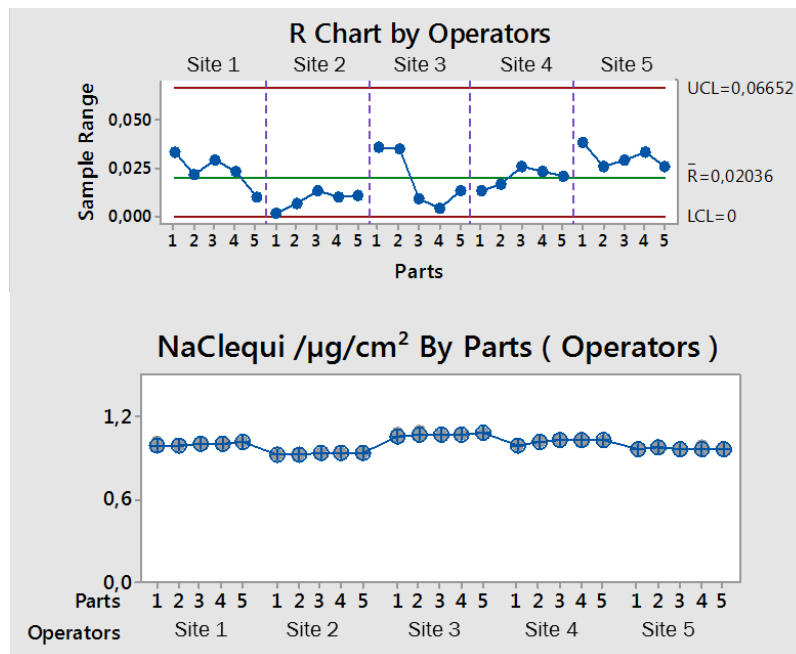 R Chart by Operators
Site 1 Site 2 Site 3 Site 4 Site 5
UCL=0,06652
0,050
Sample Range
0,025
R̄=0,02036
0,000
LCL=0
1 2 3 4 5 1 2 3 4 5 1 2 3 4 5 1 2 3 4 5 1 2 3 4 5
Parts
NaClequi /µg/cm² By Parts ( Operators )
1,2
0,6
0,0
Parts 1 2 3 4 5 1 2 3 4 5 1 2 3 4 5 1 2 3 4 5 1 2 3 4 5
Operators Site 1 Site 2 Site 3 Site 4 Site 5